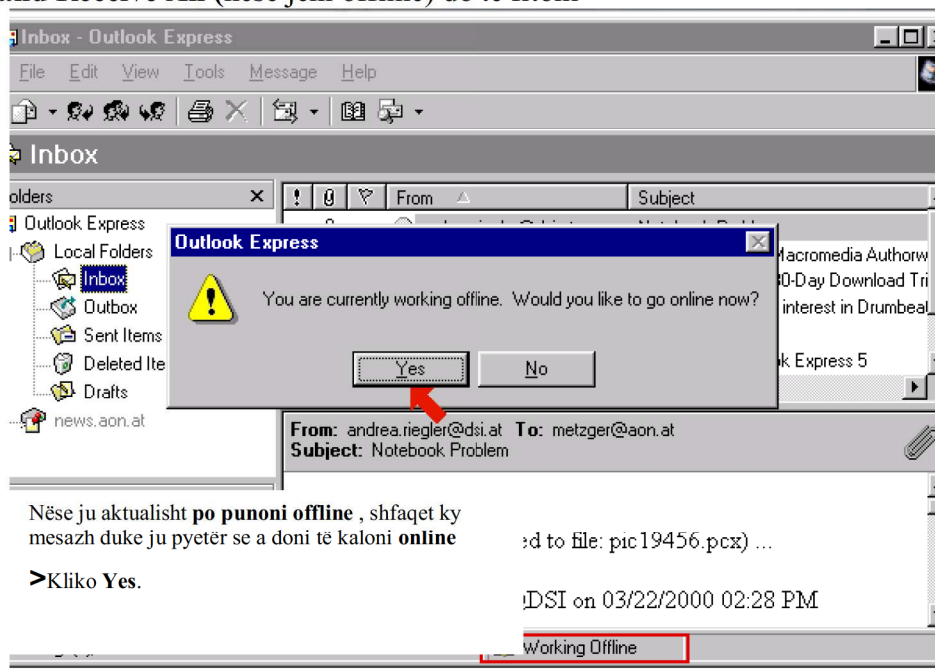 Inbox - Outlook Express
File Edit View Tools Message Help
Inbox
olders
! From Subject
Outlook Express
Local Folders
Inbox
Outbox
Sent Items
Deleted Ite
Drafts
news.aon.at
Macromedia Authorw
30-Day Download Tri
interest in Drumbeat
k Express 5
Outlook Express
You are currently working offline. Would you like to go online now?
Yes No
From: andrea.riegler@dsi.at To: metzger@aon.at
Subject: Notebook Problem
Nëse ju aktualisht po punoni offline , shfaqet ky
mesazh duke ju pyetër se a doni të kaloni online
>Kliko Yes.
ed to file: pic19456.pcx) ...
DSI on 03/22/2000 02:28 PM
Working Offline